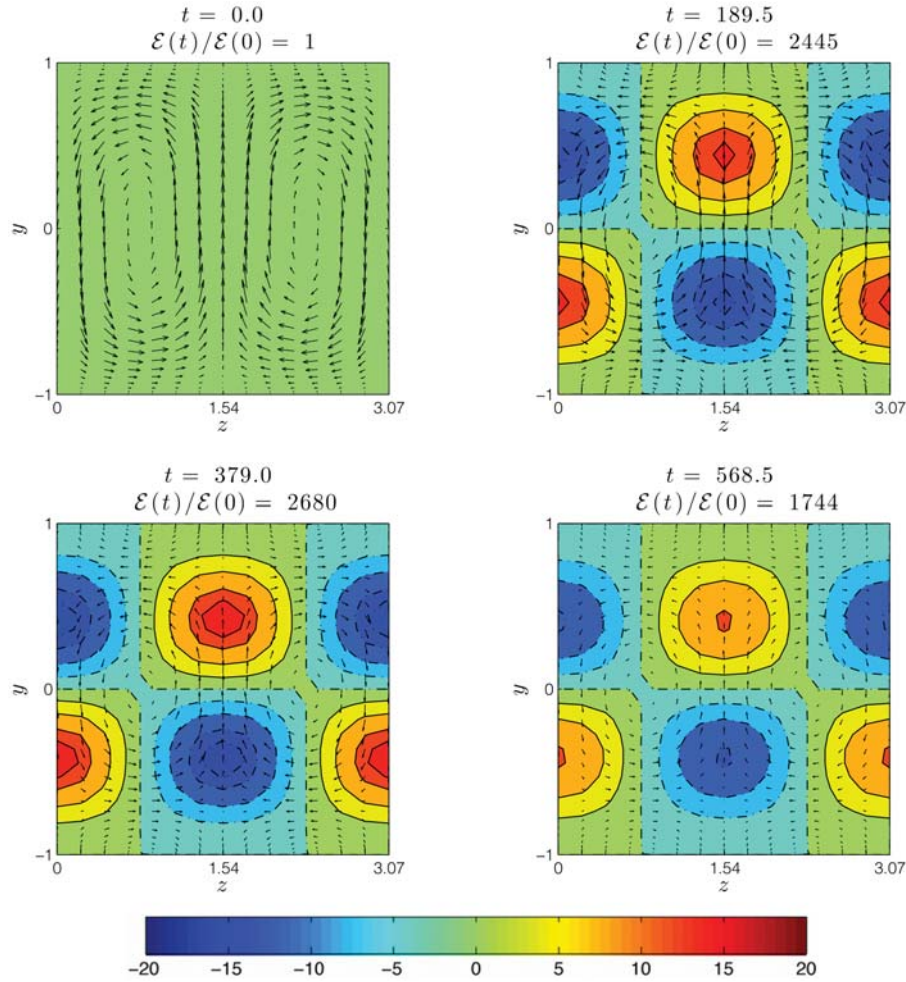 t = 0.0
ℰ(t)/ℰ(0) = 1
1
y
0
−1
0
1.54
3.07
z
t = 189.5
ℰ(t)/ℰ(0) = 2445
1
y
0
−1
0
1.54
3.07
z
t = 379.0
ℰ(t)/ℰ(0) = 2680
1
y
0
−1
0
1.54
3.07
z
t = 568.5
ℰ(t)/ℰ(0) = 1744
1
y
0
−1
0
1.54
3.07
z
−20 −15 −10 −5 0 5 10 15 20